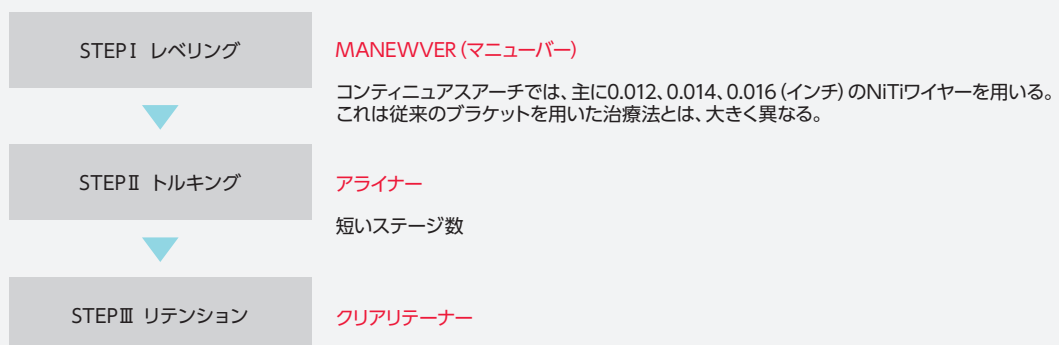 STEPⅠ レベリング
MANEWVER（マニューバー）
コンティニュアスアーチでは、主に0.012、0.014、0.016（インチ）のNiTiワイヤーを用いる。
これは従来のブラケットを用いた治療法とは、大きく異なる。
STEPⅡ トルキング
アライナー
短いステージ数
STEPⅢ リテンション
クリアリテーナー